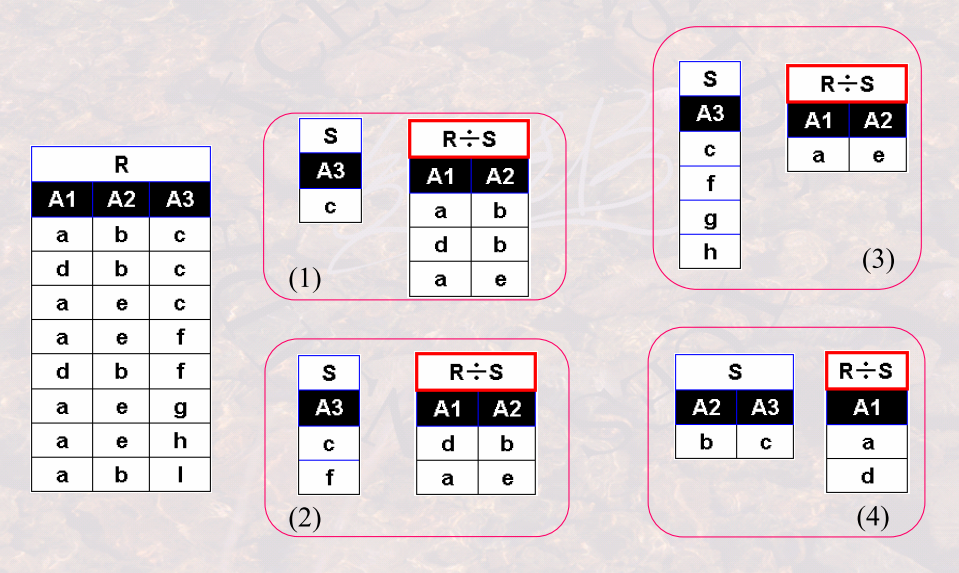 R
A1 A2 A3
a b c
d b c
a e c
a e f
d b f
a e g
a e h
a b l
S
A3
c
R÷S
A1 A2
a b
d b
a e
(1)
S
A3
c
f
R÷S
A1 A2
d b
a e
(2)
S
A3
c
f
g
h
R÷S
A1 A2
a e
(3)
S
A2 A3
b c
R÷S
A1
a
d
(4)